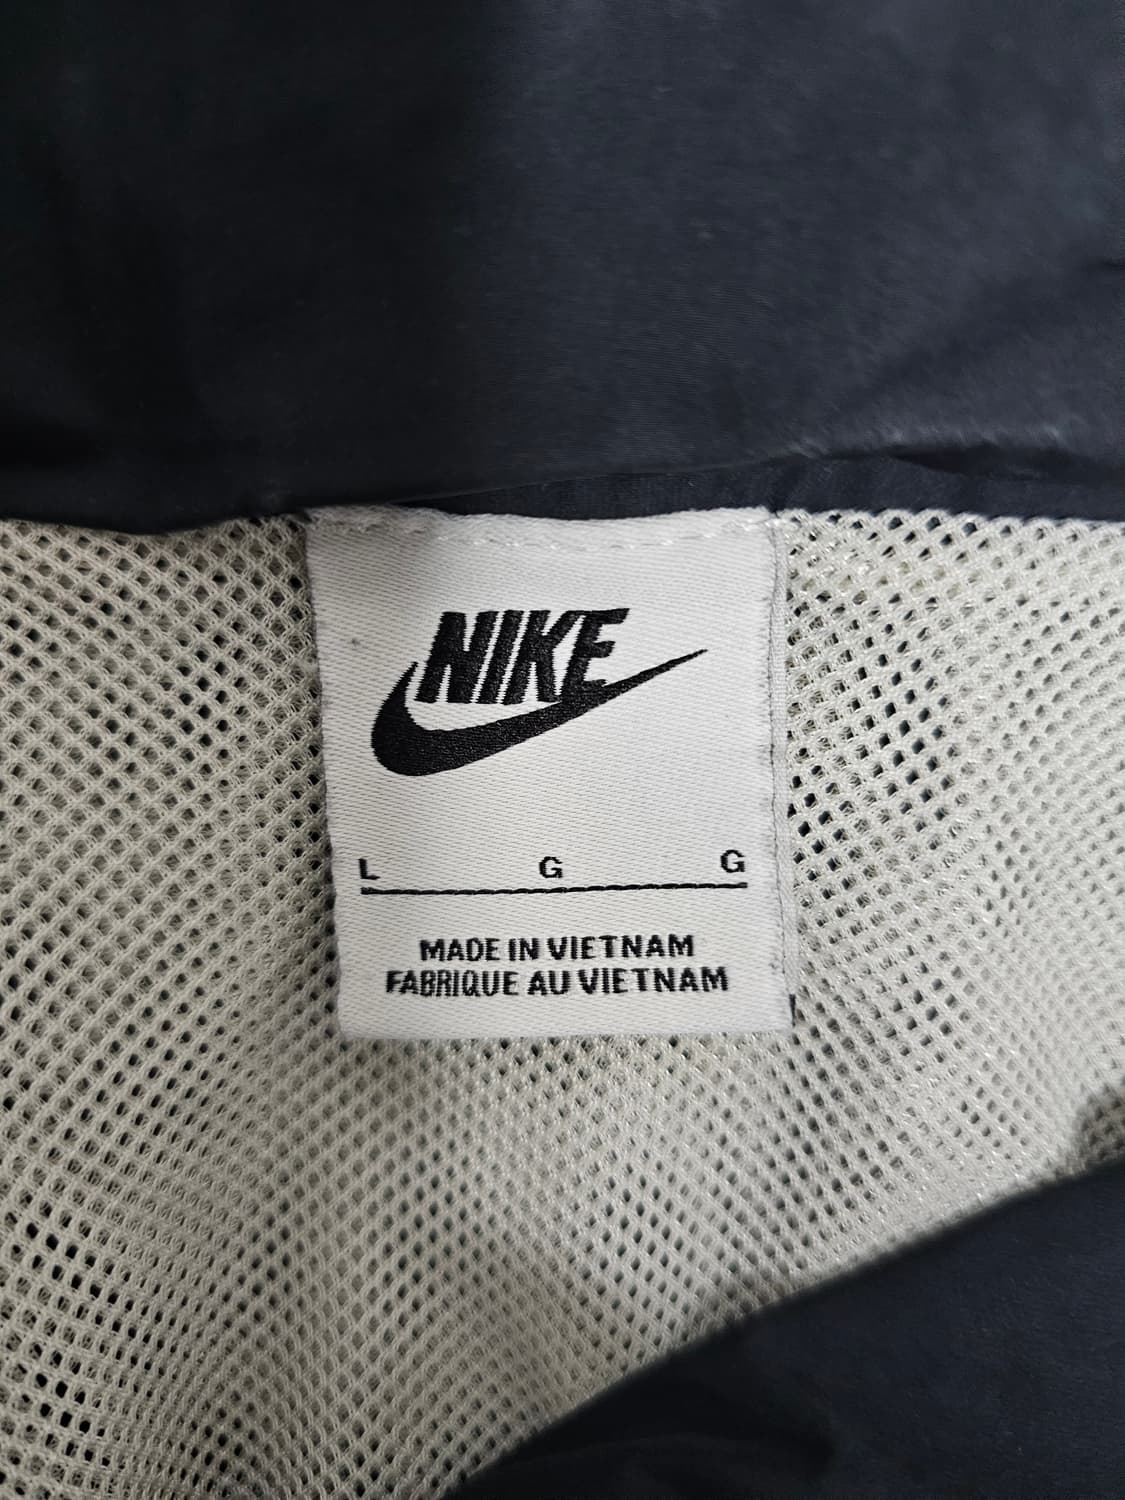 NIKE
L G G
MADE IN VIETNAM
FABRIQUE AU VIETNAM